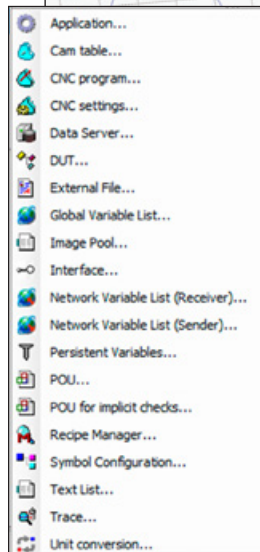 Application...
Cam table...
CNC program...
CNC settings...
Data Server...
DUT...
External File...
Global Variable List...
Image Pool...
Interface...
Network Variable List (Receiver)...
Network Variable List (Sender)...
Persistent Variables...
POU...
POU for implicit checks...
Recipe Manager...
Symbol Configuration...
Text List...
Trace...
Unit conversion...